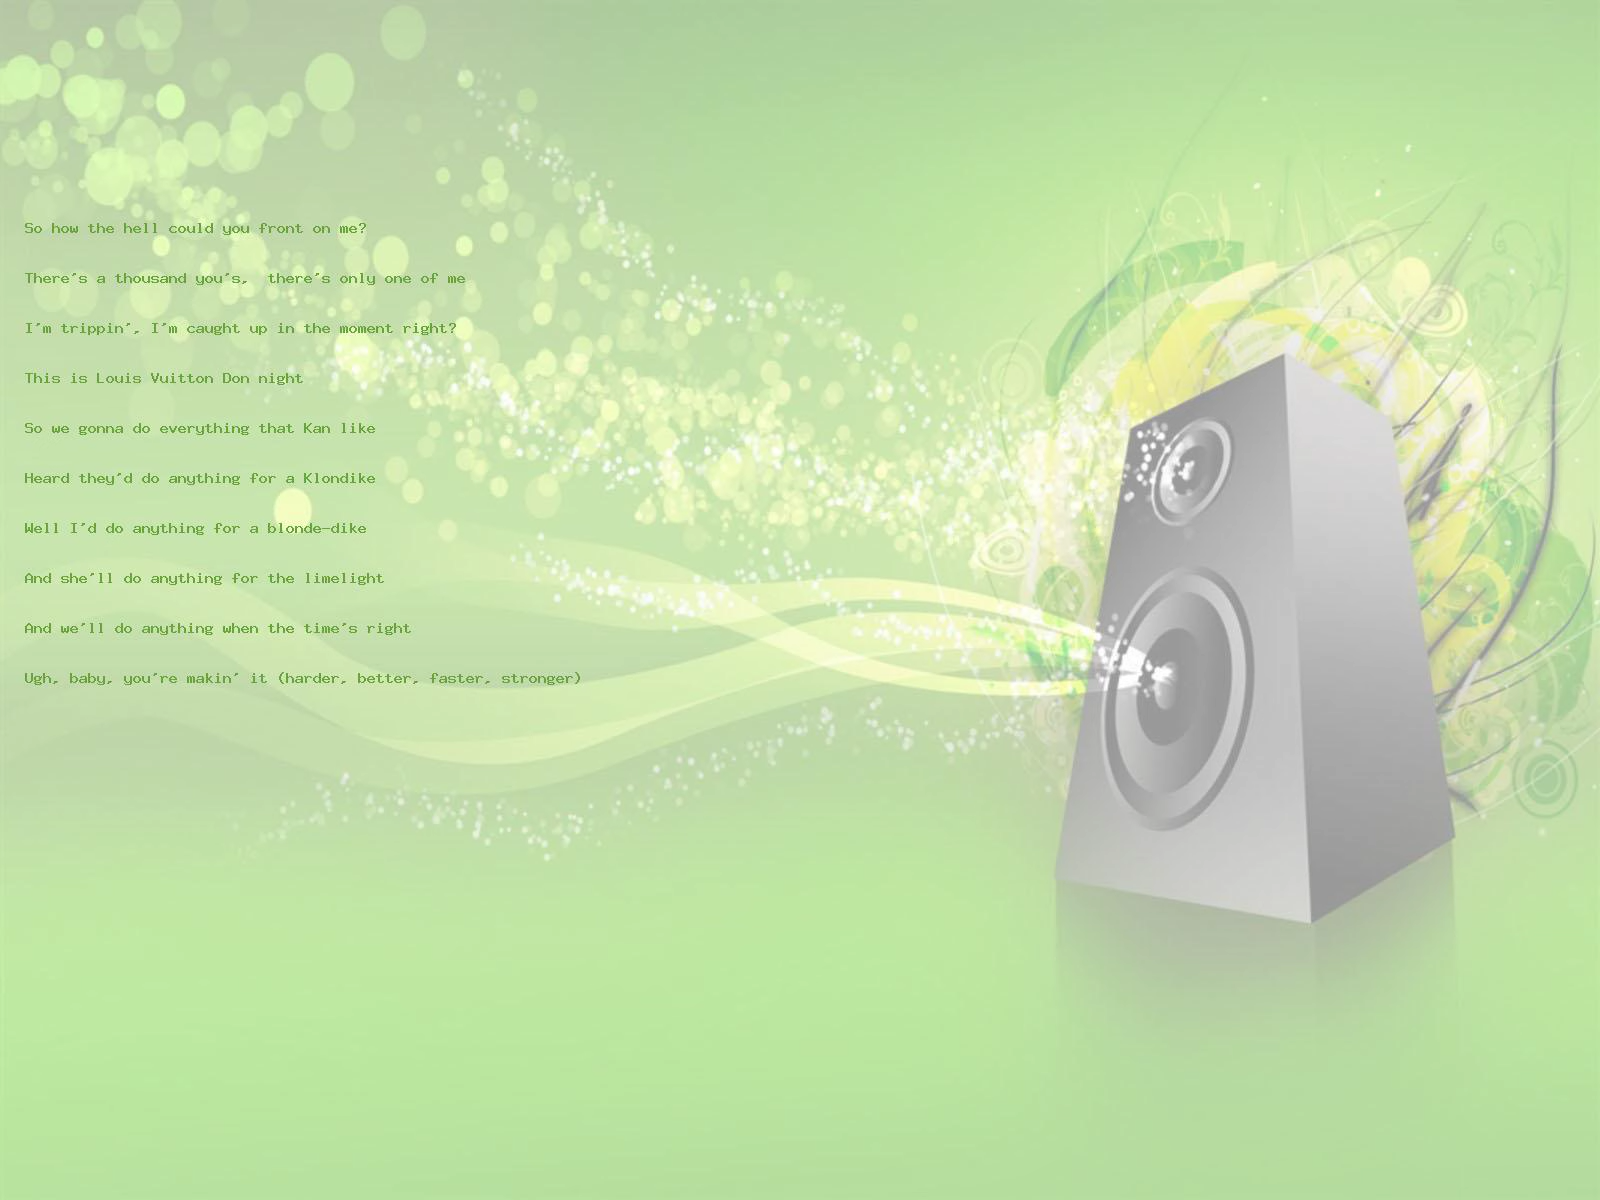 So how the hell could you front on me?
There's a thousand you's,  there's only one of me
I'm trippin', I'm caught up in the moment right?
This is Louis Vuitton Don night
So we gonna do everything that Kan like
Heard they'd do anything for a Klondike
Well I'd do anything for a blonde-dike
And she'll do anything for the limelight
And we'll do anything when the time's right
Ugh, baby, you're makin' it (harder, better, faster, stronger)